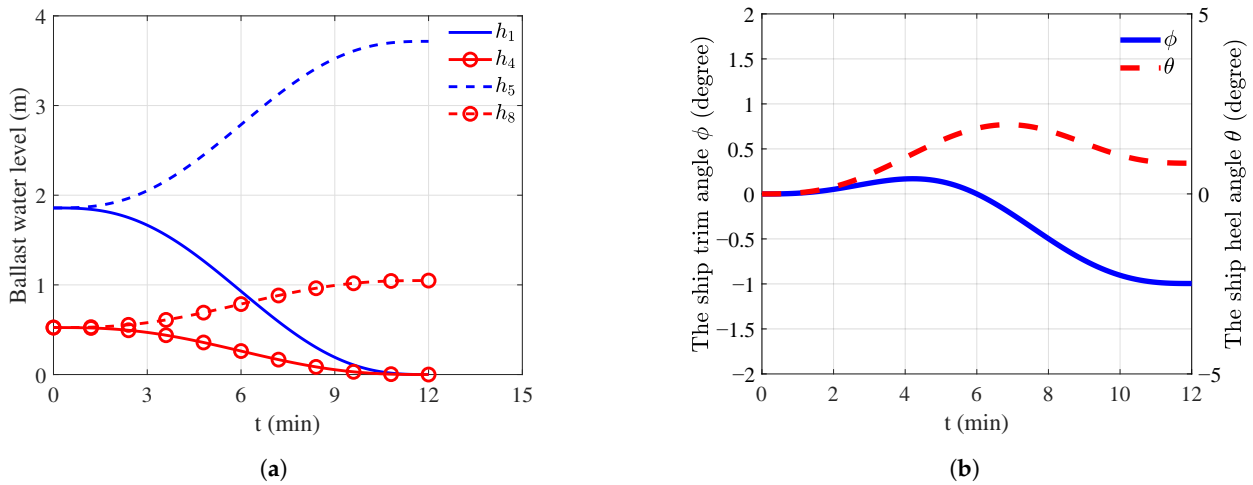 4
3
2
1
0
Ballast water level (m)
0 3 6 9 12 15
t (min)
h₁
h₄
h₅
h₈
(a)
2
1.5
1
0.5
0
−0.5
−1
−1.5
−2
The ship trim angle ϕ (degree)
0 2 4 6 8 10 12
t (min)
ϕ
θ
5
0
−5
The ship heel angle θ (degree)
(b)